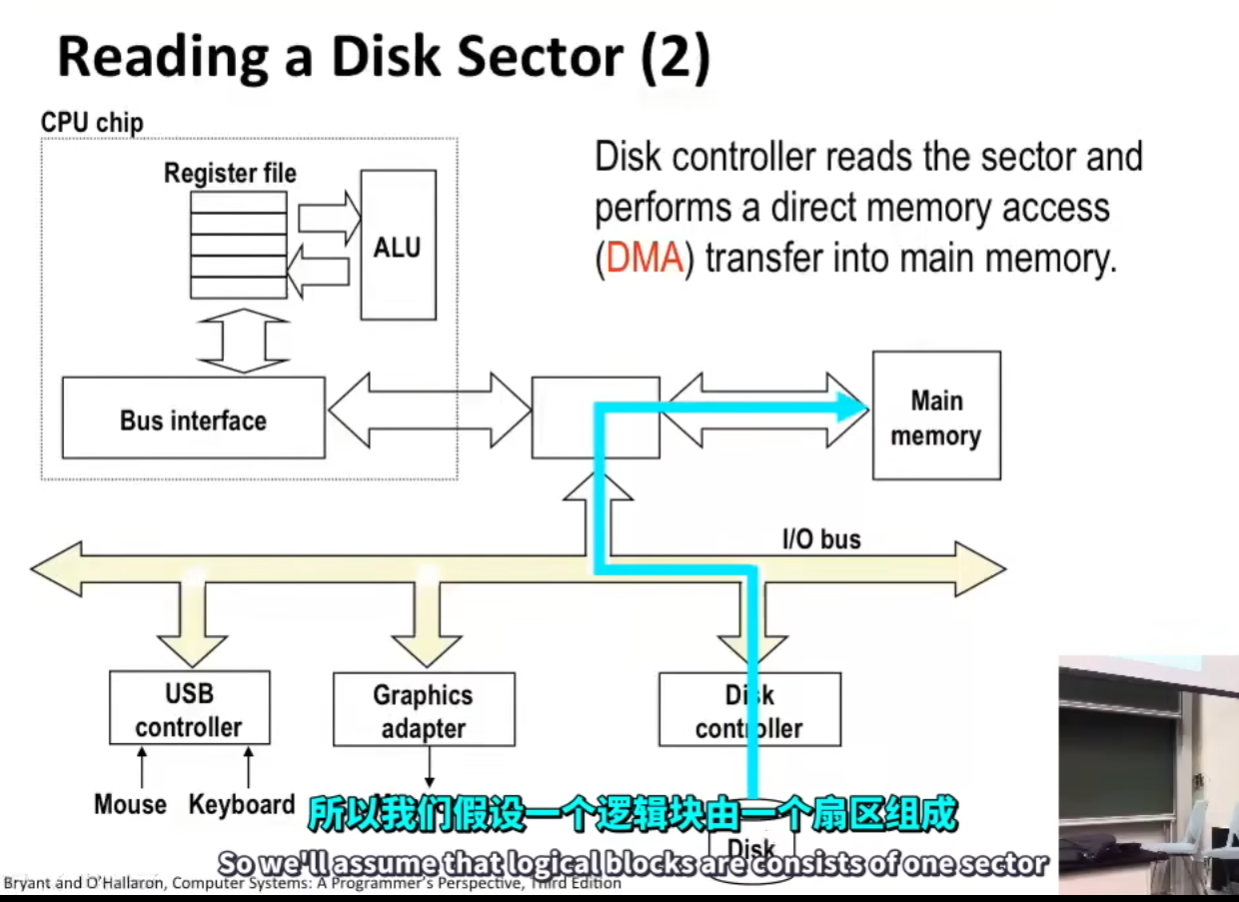 Reading a Disk Sector (2)
CPU chip
Register file
ALU
Disk controller reads the sector and
performs a direct memory access
(DMA) transfer into main memory.
Bus interface
Main
memory
I/O bus
USB
controller
Graphics
adapter
Disk
controller
Mouse
Keyboard
所以我们假设一个逻辑块由一个扇区组成
Disk
So we'll assume that logical blocks are consists of one sector
Bryant and O'Hallaron, Computer Systems: A Programmer's Perspective, Third Edition